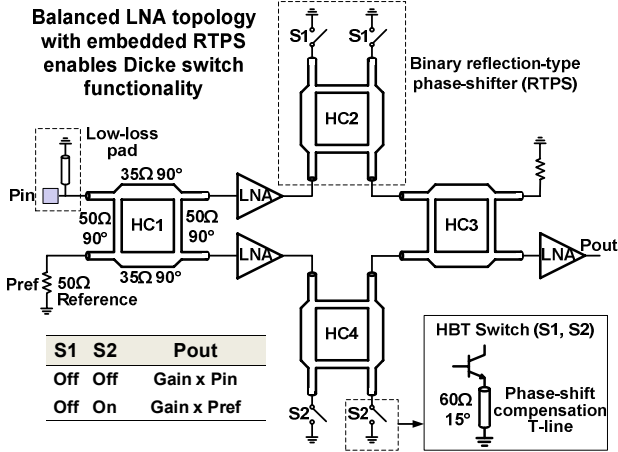 Balanced LNA topology
with embedded RTPS
enables Dicke switch
functionality
S1
S1
Binary reflection-type
phase-shifter (RTPS)
HC2
Low-loss
pad
Pin
35Ω 90°
50Ω
90°
HC1
50Ω
90°
35Ω 90°
LNA
LNA
HC3
Pout
LNA
Pref
50Ω
Reference
HC4
S2
S2
S1 S2 Pout
Off Off Gain x Pin
Off On Gain x Pref
HBT Switch (S1, S2)
60Ω
15°
Phase-shift
compensation
T-line